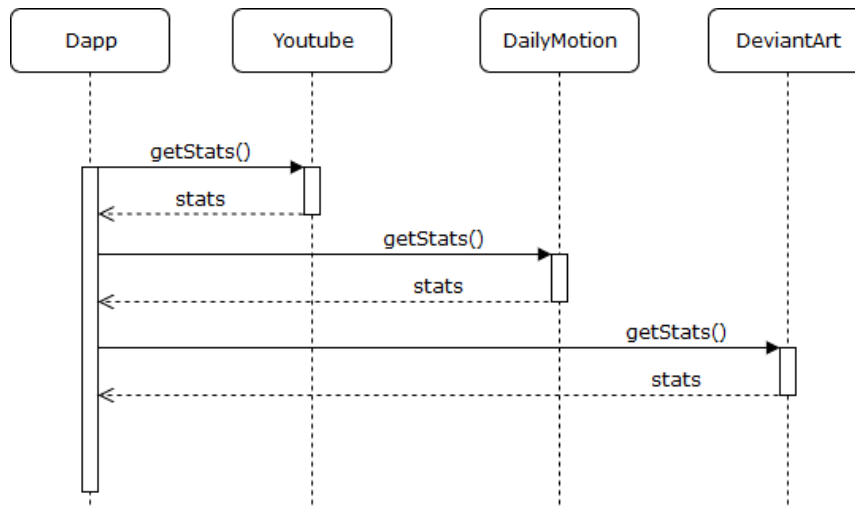 Dapp
Youtube
DailyMotion
DeviantArt
getStats()
stats
getStats()
stats
getStats()
stats